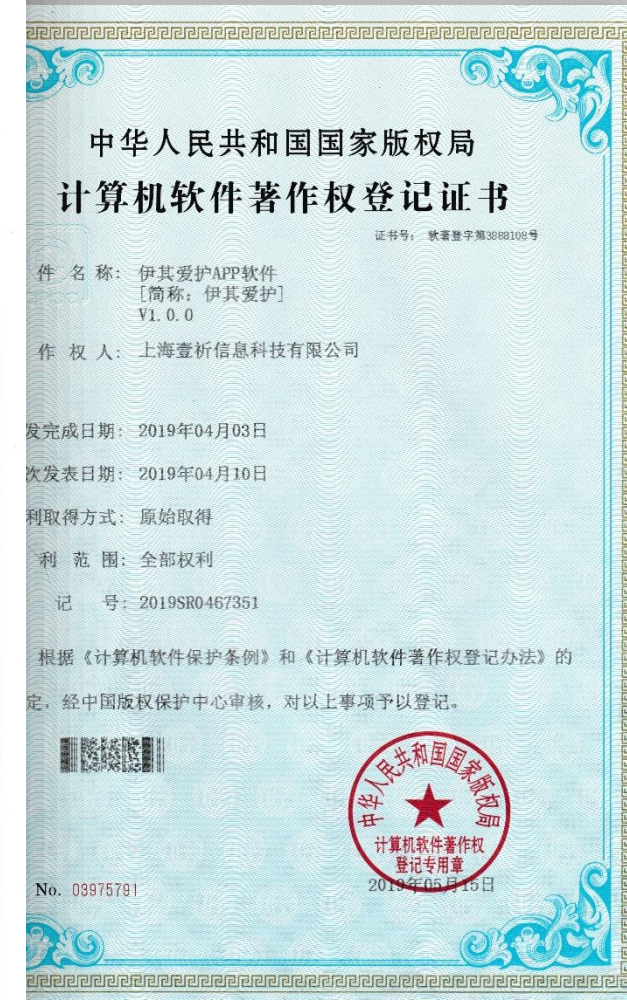 中华人民共和国国家版权局
计算机软件著作权登记证书
证书号： 软著登字第3888108号
件 名 称： 伊其爱护APP软件
[简称：伊其爱护]
V1.0.0
作 权 人： 上海壹祈信息科技有限公司
发完成日期： 2019年04月03日
次发表日期： 2019年04月10日
利取得方式： 原始取得
利 范 围： 全部权利
记 号： 2019SR0467351
根据《计算机软件保护条例》和《计算机软件著作权登记办法》的
定，经中国版权保护中心审核，对以上事项予以登记。
中华人民共和国国家版权局
计算机软件著作权
登记专用章
No. 03975791
2019年05月15日